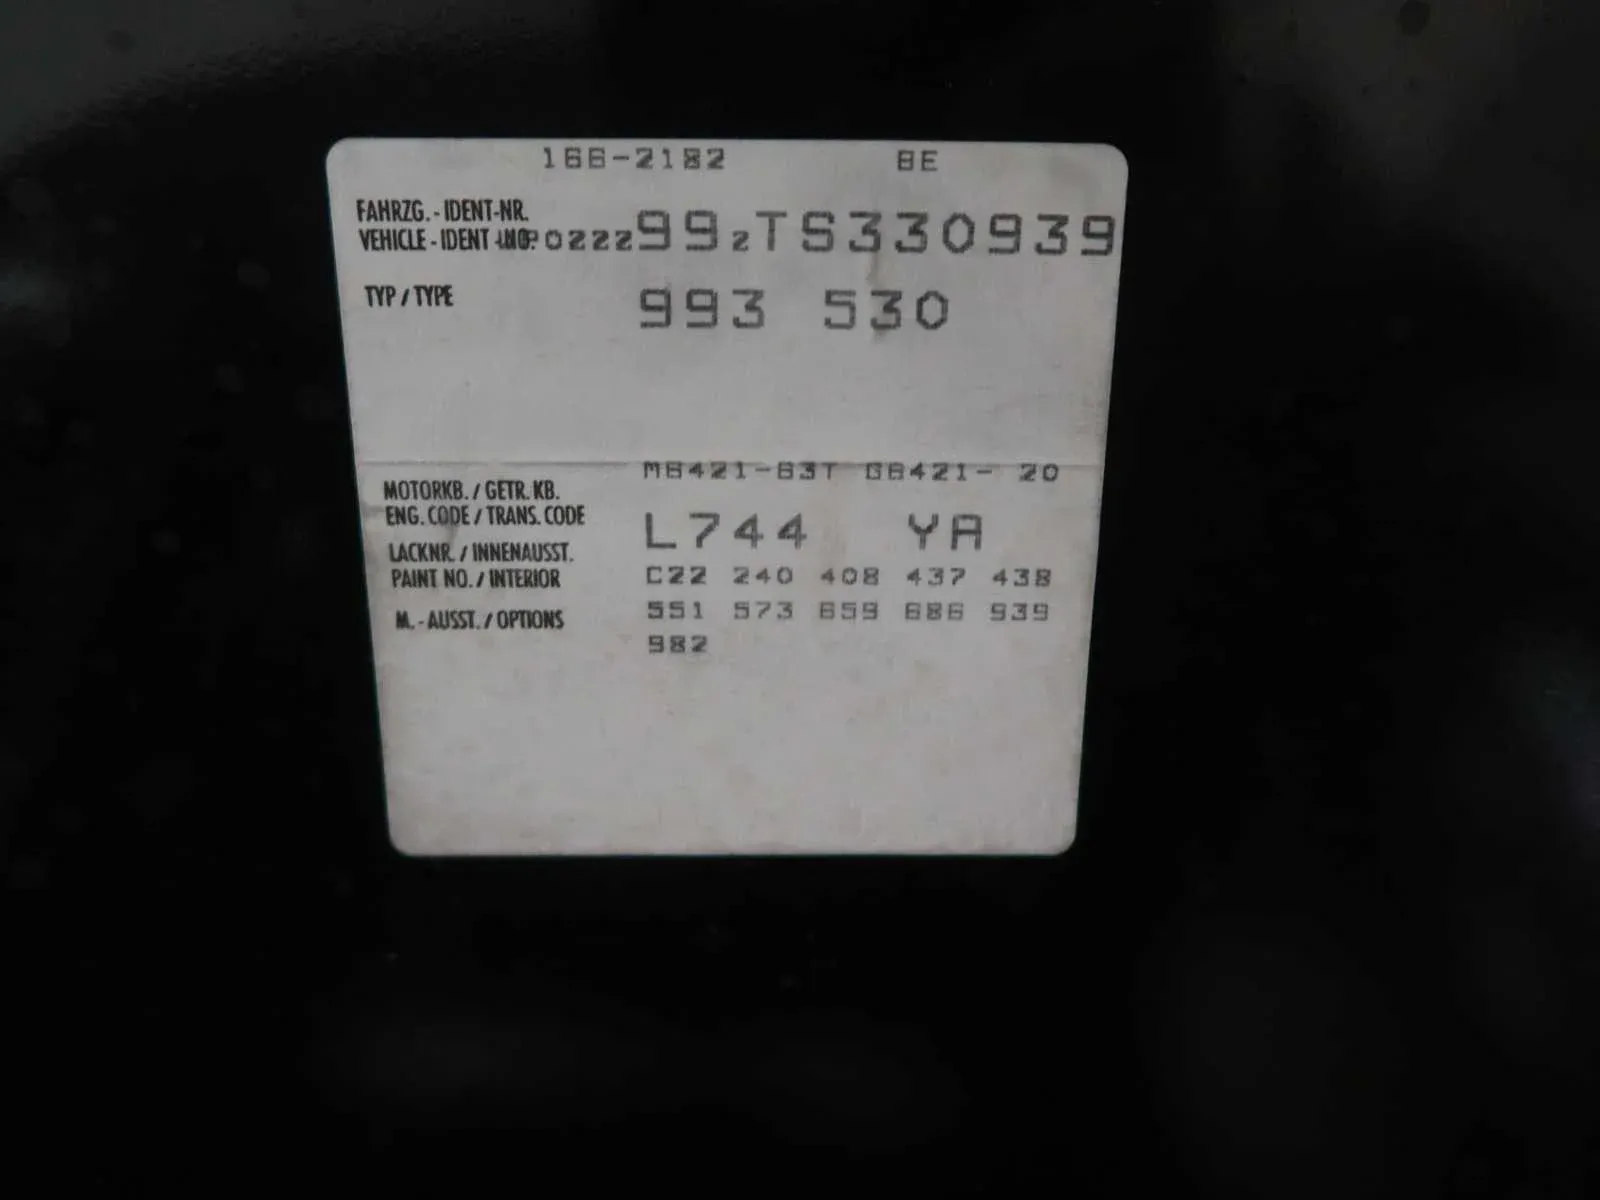 166-2182 8E
FAHRZG.-IDENT-NR.
VEHICLE-IDENT-NO. WP0ZZZ99ZTS330939
TYP/TYPE 993 530
M6421-63T G6421- 20
MOTORKB./GETR.KB.
ENG.CODE/TRANS.CODE L744 YA
LACKNR./INNENAUSST.
PAINT NO./INTERIOR C22 240 408 437 438
M.-AUSST./OPTIONS 551 573 659 686 939
982